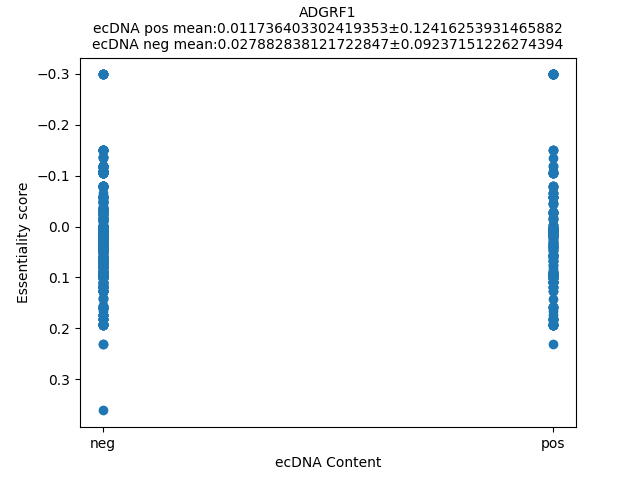 ADGRF1
ecDNA pos mean:0.011736403302419353±0.12416253931465882
ecDNA neg mean:0.027882838121722847±0.09237151226274394
−0.3
−0.2
−0.1
0.0
0.1
0.2
0.3
Essentiality score
neg
pos
ecDNA Content